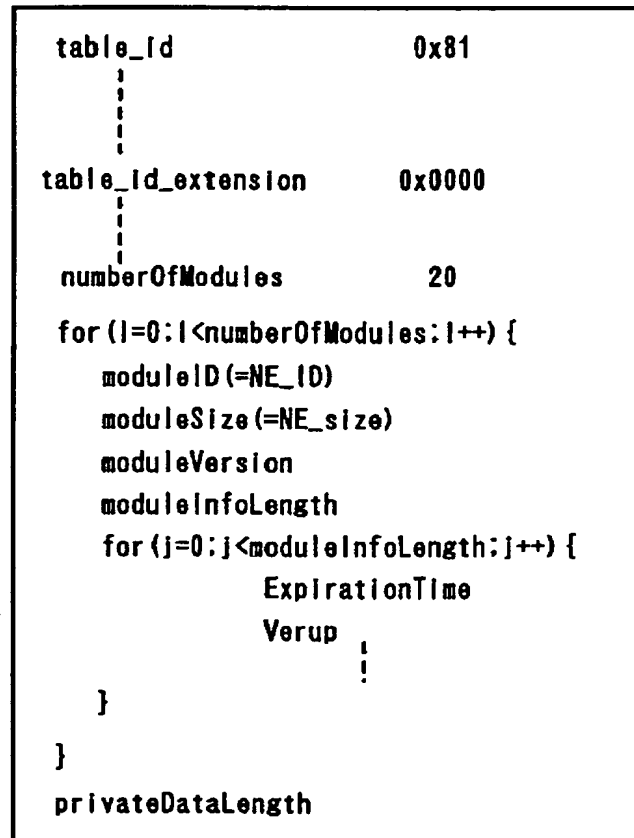 table_id 0x81
table_id_extension 0x0000
numberOfModules 20
for(i=0;i<numberOfModules;i++){
moduleID(=NE_ID)
moduleSize(=NE_size)
moduleVersion
moduleInfoLength
for(j=0;j<moduleInfoLength;j++){
ExpirationTime
Verup
}
}
privateDataLength